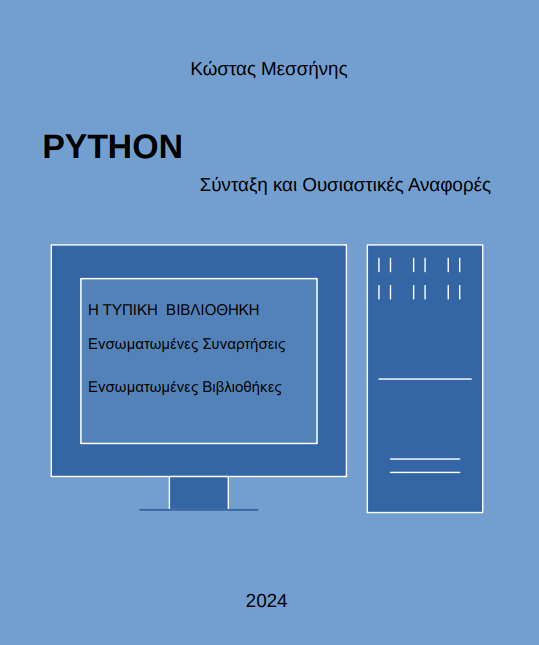 Κώστας Μεσσήνης
PYTHON
Σύνταξη και Ουσιαστικές Αναφορές
Η ΤΥΠΙΚΗ ΒΙΒΛΙΟΘΗΚΗ
Ενσωματωμένες Συναρτήσεις
Ενσωματωμένες Βιβλιοθήκες
2024